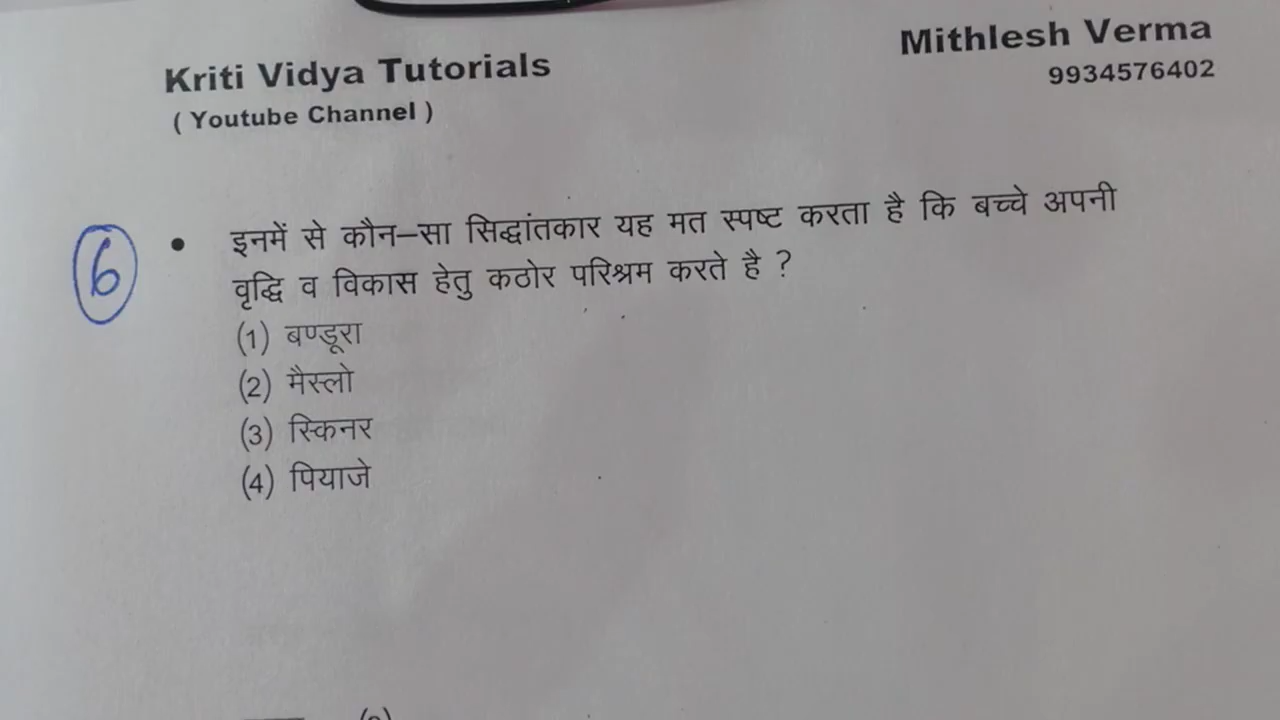 Kriti Vidya Tutorials
( Youtube Channel )
Mithlesh Verma
9934576402
6
• इनमें से कौन–सा सिद्धांतकार यह मत स्पष्ट करता है कि बच्चे अपनी
वृद्धि व विकास हेतु कठोर परिश्रम करते है ?
(1) बण्डूरा
(2) मैस्लो
(3) स्किनर
(4) पियाजे